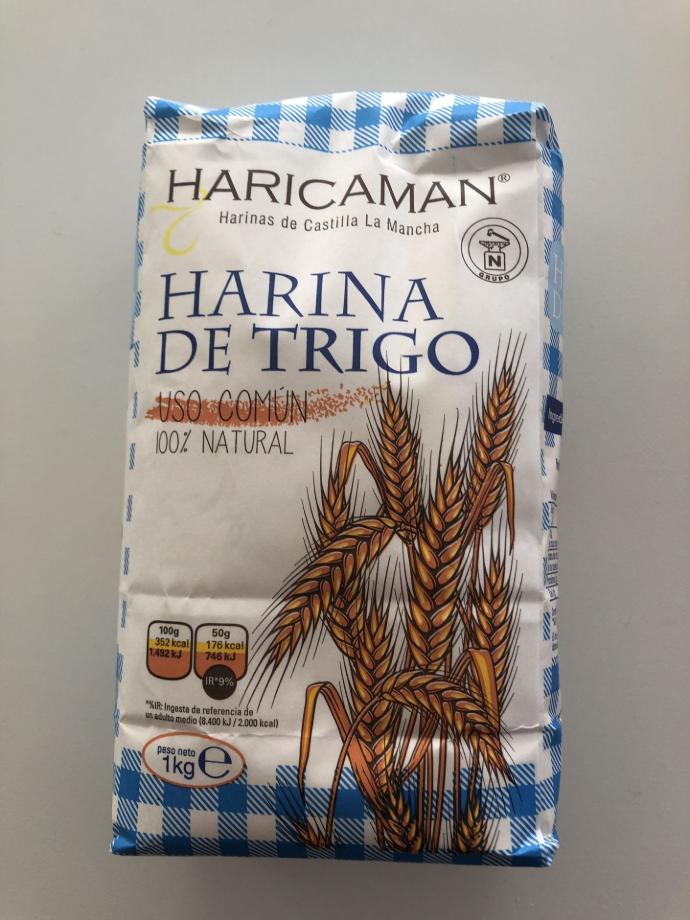 HARICAMAN®
Harinas de Castilla La Mancha
N
GRUPO
HARINA
DE TRIGO
USO COMÚN
100% NATURAL
100g
352 kcal
1.492 kJ
50g
176 kcal
746 kJ
IR*9%
*%IR: Ingesta de referencia de
un adulto medio (8.400 kJ / 2.000 kcal)
peso neto
1kg e
H
D